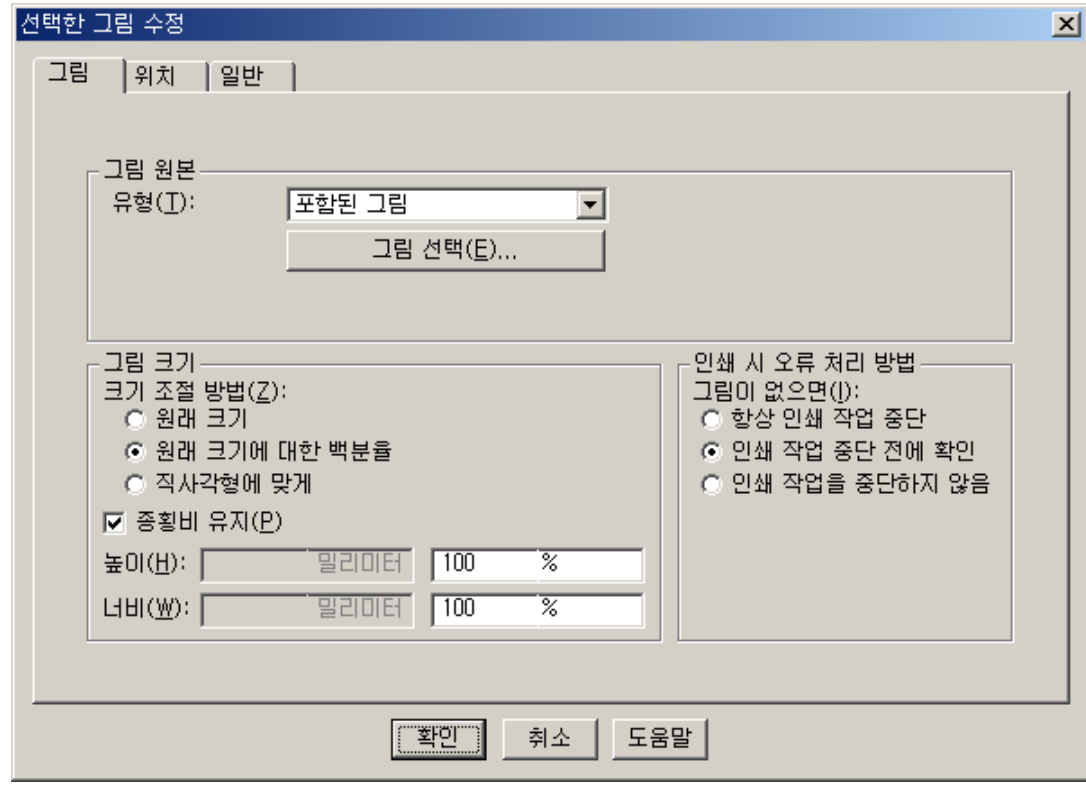 선택한 그림 수정
그림 위치 일반
그림 원본
유형(T): 포함된 그림
그림 선택(E)...
그림 크기
크기 조절 방법(Z):
원래 크기
원래 크기에 대한 백분율
직사각형에 맞게
종횡비 유지(P)
높이(H): 밀리미터 100 %
너비(W): 밀리미터 100 %
인쇄 시 오류 처리 방법
그림이 없으면(I):
항상 인쇄 작업 중단
인쇄 작업 중단 전에 확인
인쇄 작업을 중단하지 않음
확인 취소 도움말